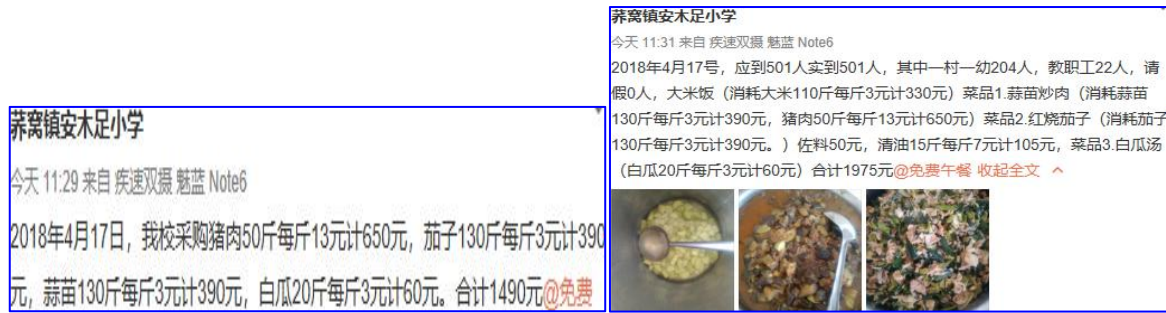 荞窝镇安木足小学
今天 11:29 来自 疾速双摄 魅蓝 Note6
2018年4月17日，我校采购猪肉50斤每斤13元计650元，茄子130斤每斤3元计390
元，蒜苗130斤每斤3元计390元，白瓜20斤每斤3元计60元。合计1490元@免费
荞窝镇安木足小学
今天 11:31 来自 疾速双摄 魅蓝 Note6
2018年4月17号，应到501人实到501人，其中一村一幼204人，教职工22人，请
假0人，大米饭（消耗大米110斤每斤3元计330元）菜品1.蒜苗炒肉（消耗蒜苗
130斤每斤3元计390元，猪肉50斤每斤13元计650元）菜品2.红烧茄子（消耗茄子
130斤每斤3元计390元。）佐料50元，清油15斤每斤7元计105元，菜品3.白瓜汤
（白瓜20斤每斤3元计60元）合计1975元@免费午餐 收起全文